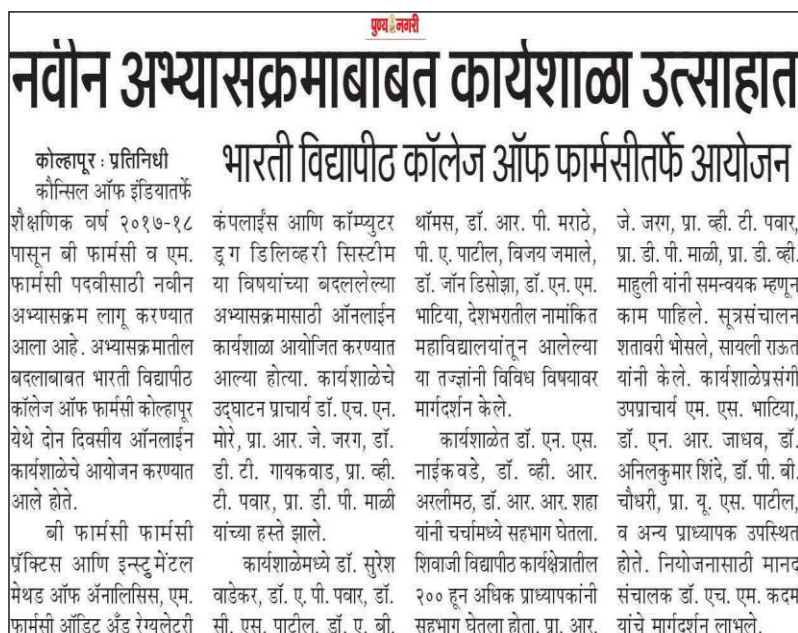 पुण्य नगरी
नवीन अभ्यासक्रमाबाबत कार्यशाळा उत्साहात
भारती विद्यापीठ कॉलेज ऑफ फार्मसीतर्फे आयोजन
कोल्हापूर : प्रतिनिधी
कौन्सिल ऑफ इंडियातर्फे
शैक्षणिक वर्ष २०१७-१८
पासून बी फार्मसी व एम.
फार्मसी पदवीसाठी नवीन
अभ्यासक्रम लागू करण्यात
आला आहे. अभ्यासक्रमातील
बदलाबाबत भारती विद्यापीठ
कॉलेज ऑफ फार्मसी कोल्हापूर
येथे दोन दिवसीय ऑनलाईन
कार्यशाळेचे आयोजन करण्यात
आले होते.
बी फार्मसी फार्मसी
प्रॅक्टिस आणि इन्स्ट्रुमेंटल
मेथड ऑफ ॲनालिसिस, एम.
फार्मसी ऑडिट अँड रेग्युलेटरी
कंपलाईंस आणि कॉम्प्युटर
ड्रग डिलिव्हरी सिस्टीम
या विषयांच्या बदललेल्या
अभ्यासक्रमासाठी ऑनलाईन
कार्यशाळा आयोजित करण्यात
आल्या होत्या. कार्यशाळेचे
उद्घाटन प्राचार्य डॉ. एच. एन.
मोरे, प्रा. आर. जे. जरग, डॉ.
डी. टी. गायकवाड, प्रा. व्ही.
टी. पवार, प्रा. डी. पी. माळी
यांच्या हस्ते झाले.
कार्यशाळेमध्ये डॉ. सुरेश
वाडेकर, डॉ. ए. पी. पवार, डॉ.
सी. एस. पाटील, डॉ. ए. बी.
थॉमस, डॉ. आर. पी. मराठे,
पी. ए. पाटील, विजय जमाले,
डॉ. जॉन डिसोझा, डॉ. एन. एम.
भाटिया, देशभरातील नामांकित
महाविद्यालयांतून आलेल्या
या तज्ज्ञांनी विविध विषयावर
मार्गदर्शन केले.
कार्यशाळेत डॉ. एन. एस.
नाईकवडे, डॉ. व्ही. आर.
अरलीमठ, डॉ. आर. आर. शहा
यांनी चर्चामध्ये सहभाग घेतला.
शिवाजी विद्यापीठ कार्यक्षेत्रातील
२०० हून अधिक प्राध्यापकांनी
सहभाग घेतला होता. प्रा. आर.
जे. जरग, प्रा. व्ही. टी. पवार,
प्रा. डी. पी. माळी, प्रा. डी. व्ही.
माहुली यांनी समन्वयक म्हणून
काम पाहिले. सूत्रसंचालन
शतावरी भोसले, सायली राऊत
यांनी केले. कार्यशाळेप्रसंगी
उपप्राचार्य एम. एस. भाटिया,
डॉ. एन. आर. जाधव, डॉ.
अनिलकुमार शिंदे, डॉ. पी. बी.
चौधरी, प्रा. यू. एस. पाटील,
व अन्य प्राध्यापक उपस्थित
होते. नियोजनासाठी मानद
संचालक डॉ. एच. एम. कदम
यांचे मार्गदर्शन लाभले.